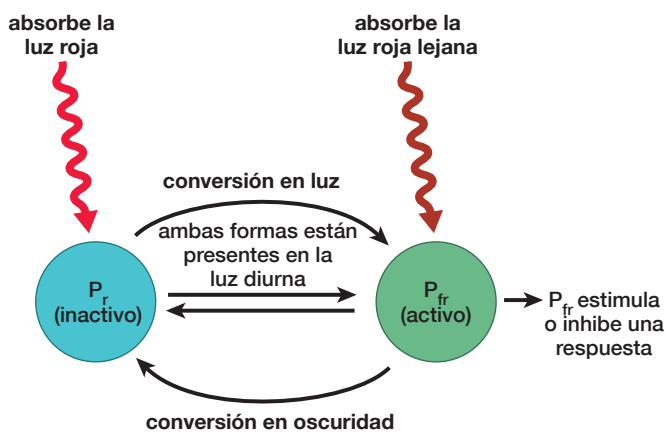 absorbe la
luz roja
absorbe la
luz roja lejana
conversión en luz
ambas formas están
presentes en la
luz diurna
Pr
(inactivo)
Pfr
(activo)
Pfr estimula
o inhibe una
respuesta
conversión en oscuridad